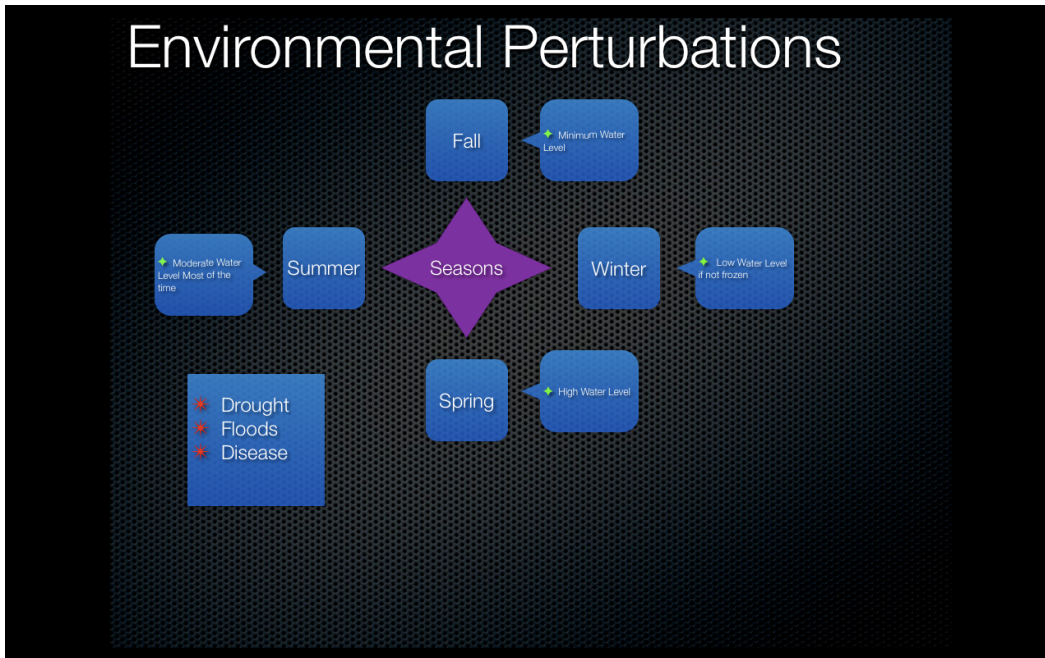 Environmental Perturbations
Fall
Minimum Water
Level
Moderate Water
Level Most of the
time
Summer
Seasons
Winter
Low Water Level
if not frozen
Spring
High Water Level
Drought
Floods
Disease